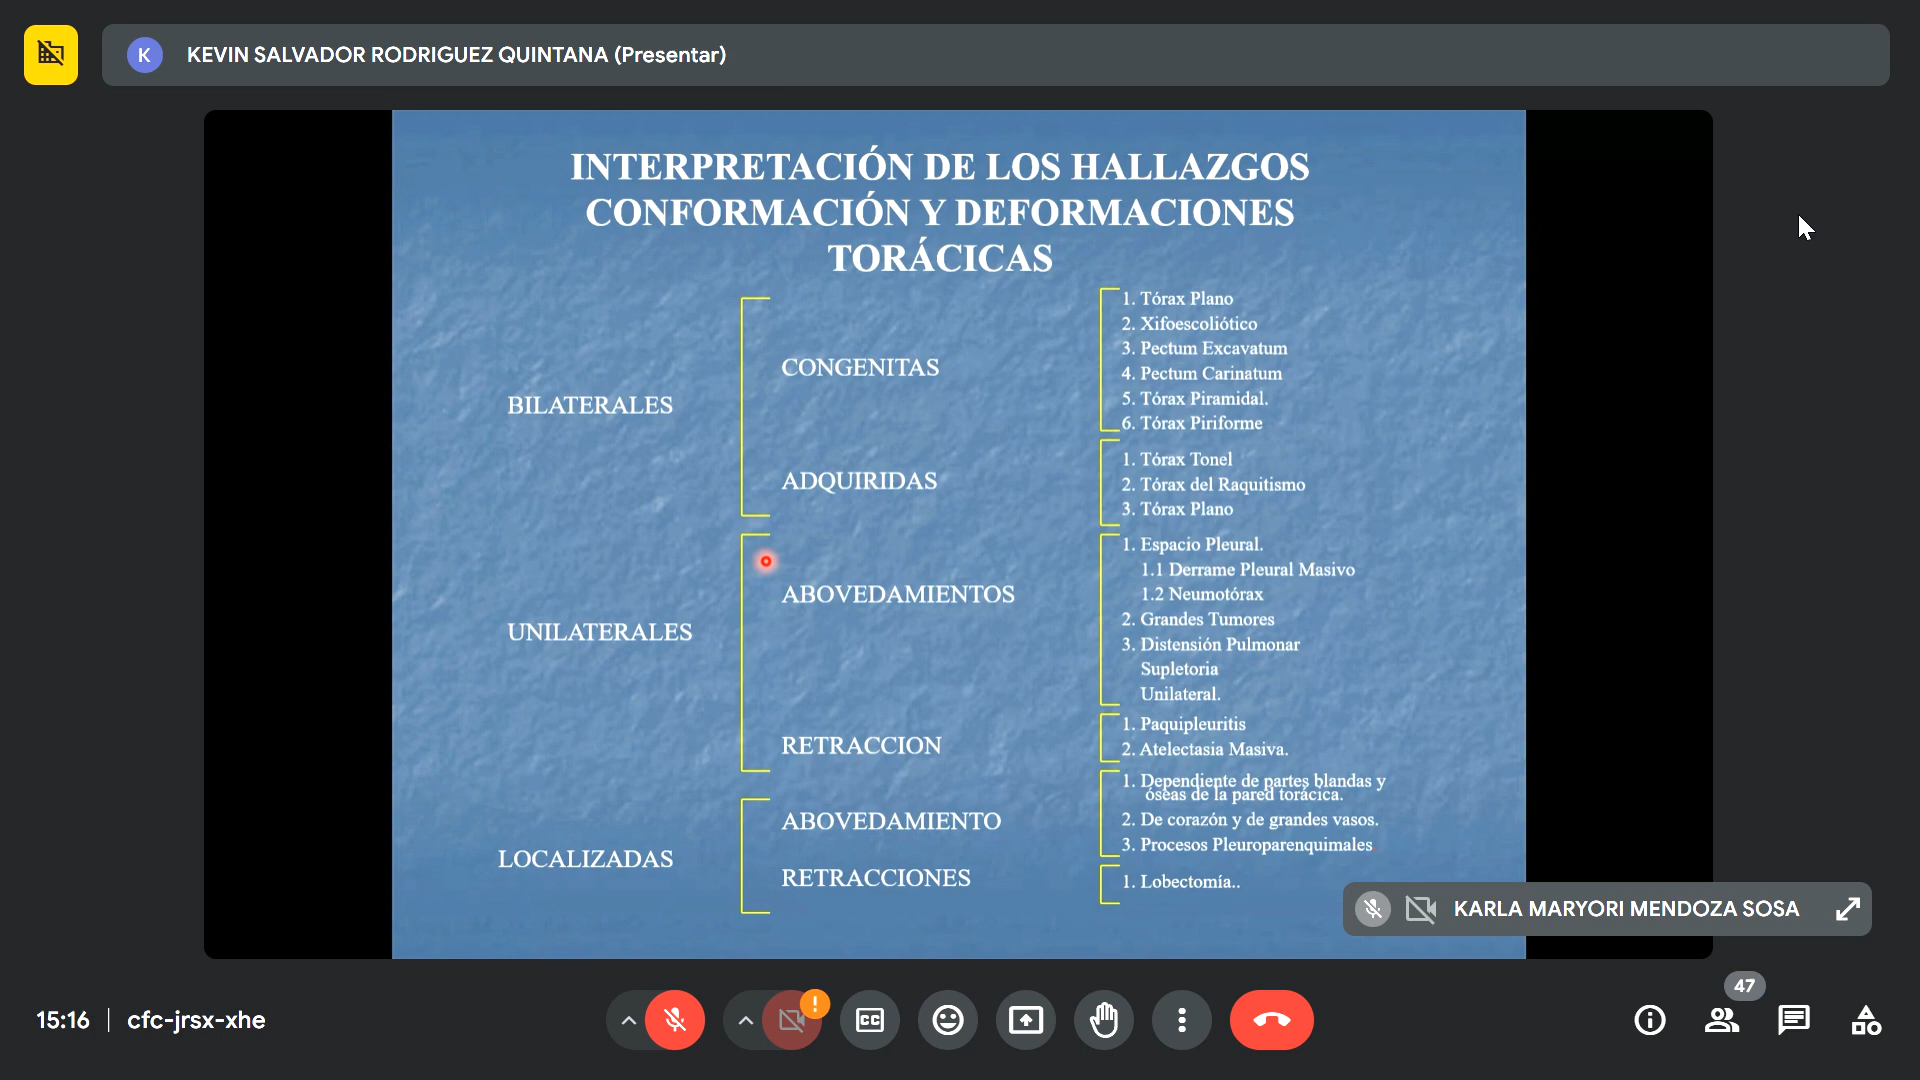 K KEVIN SALVADOR RODRIGUEZ QUINTANA (Presentar)
INTERPRETACIÓN DE LOS HALLAZGOS
CONFORMACIÓN Y DEFORMACIONES
TORÁCICAS
BILATERALES
CONGENITAS
1. Tórax Plano
2. Xifoescoliótico
3. Pectum Excavatum
4. Pectum Carinatum
5. Tórax Piramidal.
6. Tórax Piriforme
ADQUIRIDAS
1. Tórax Tonel
2. Tórax del Raquitismo
3. Tórax Plano
UNILATERALES
ABOVEDAMIENTOS
1. Espacio Pleural.
1.1 Derrame Pleural Masivo
1.2 Neumotórax
2. Grandes Tumores
3. Distensión Pulmonar
Supletoria
Unilateral.
RETRACCION
1. Paquipleuritis
2. Atelectasia Masiva.
LOCALIZADAS
ABOVEDAMIENTO
1. Dependiente de partes blandas y
óseas de la pared torácica.
2. De corazón y de grandes vasos.
3. Procesos Pleuroparenquimales
RETRACCIONES
1. Lobectomía..
KARLA MARYORI MENDOZA SOSA
15:16 | cfc-jrsx-xhe
CC
47